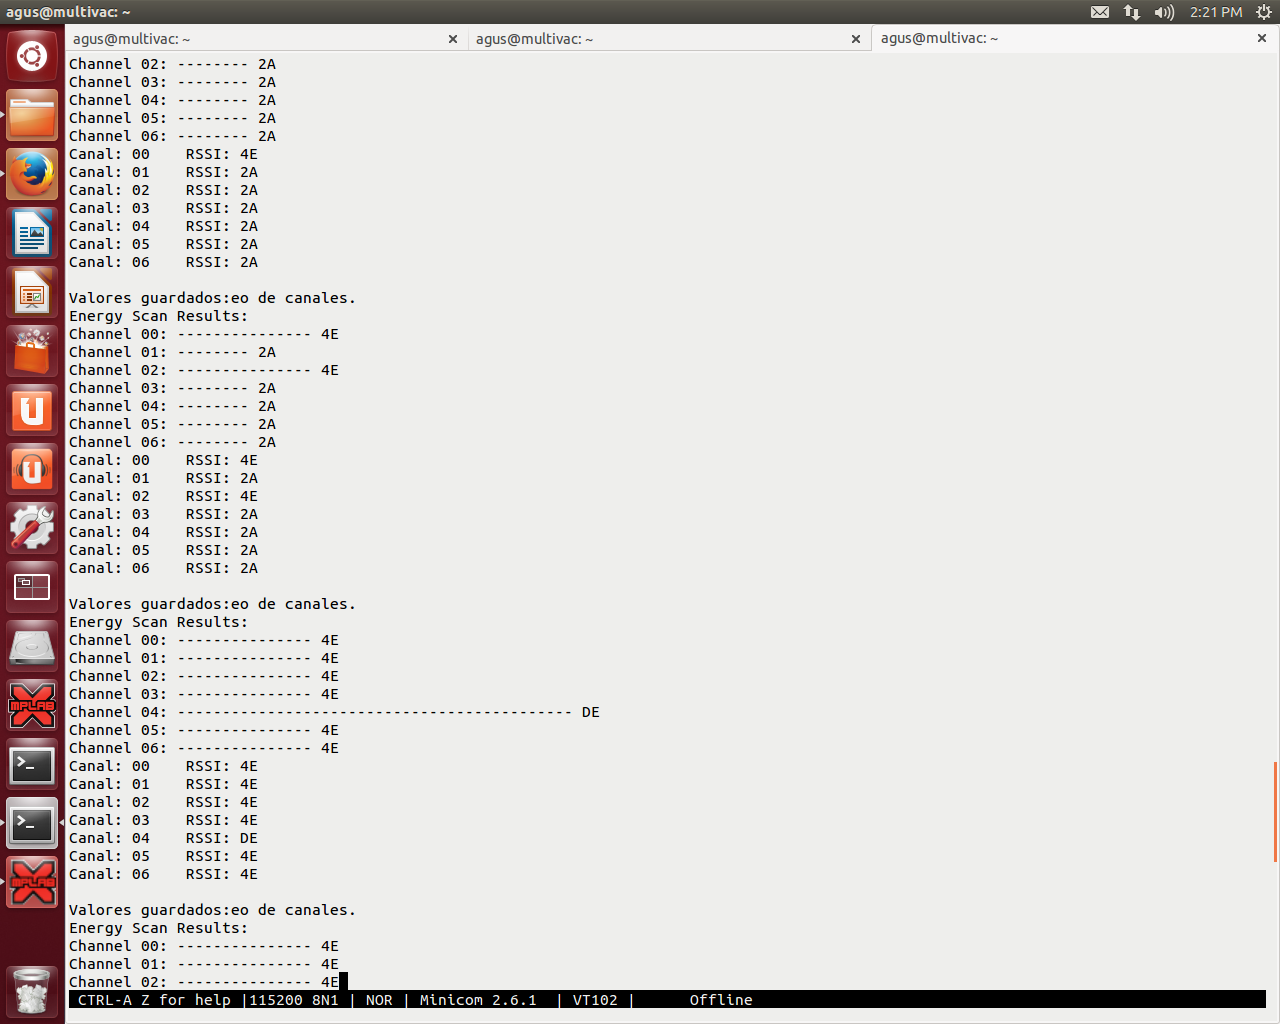 agus@multivac: ~
2:21 PM
agus@multivac: ~
agus@multivac: ~
agus@multivac: ~
Channel 02: -------- 2A
Channel 03: -------- 2A
Channel 04: -------- 2A
Channel 05: -------- 2A
Channel 06: -------- 2A
Canal: 00    RSSI: 4E
Canal: 01    RSSI: 2A
Canal: 02    RSSI: 2A
Canal: 03    RSSI: 2A
Canal: 04    RSSI: 2A
Canal: 05    RSSI: 2A
Canal: 06    RSSI: 2A
Valores guardados:eo de canales.
Energy Scan Results:
Channel 00: --------------- 4E
Channel 01: -------- 2A
Channel 02: --------------- 4E
Channel 03: -------- 2A
Channel 04: -------- 2A
Channel 05: -------- 2A
Channel 06: -------- 2A
Canal: 00    RSSI: 4E
Canal: 01    RSSI: 2A
Canal: 02    RSSI: 4E
Canal: 03    RSSI: 2A
Canal: 04    RSSI: 2A
Canal: 05    RSSI: 2A
Canal: 06    RSSI: 2A
Valores guardados:eo de canales.
Energy Scan Results:
Channel 00: --------------- 4E
Channel 01: --------------- 4E
Channel 02: --------------- 4E
Channel 03: --------------- 4E
Channel 04: -------------------------------------------- DE
Channel 05: --------------- 4E
Channel 06: --------------- 4E
Canal: 00    RSSI: 4E
Canal: 01    RSSI: 4E
Canal: 02    RSSI: 4E
Canal: 03    RSSI: 4E
Canal: 04    RSSI: DE
Canal: 05    RSSI: 4E
Canal: 06    RSSI: 4E
Valores guardados:eo de canales.
Energy Scan Results:
Channel 00: --------------- 4E
Channel 01: --------------- 4E
Channel 02: --------------- 4E
CTRL-A Z for help |115200 8N1 | NOR | Minicom 2.6.1  | VT102 |      Offline
MPLAB
MPLAB